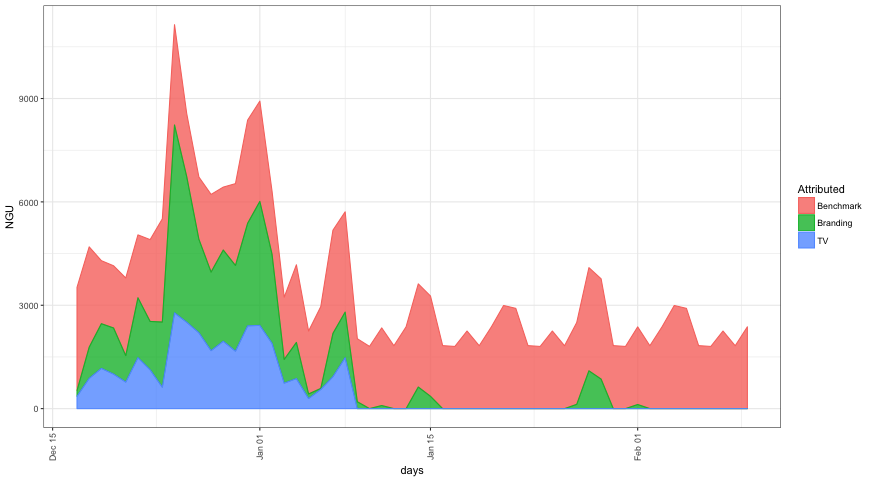 NGU
9000
6000
3000
0
Dec 15
Jan 01
Jan 15
Feb 01
days
Attributed
Benchmark
Branding
TV